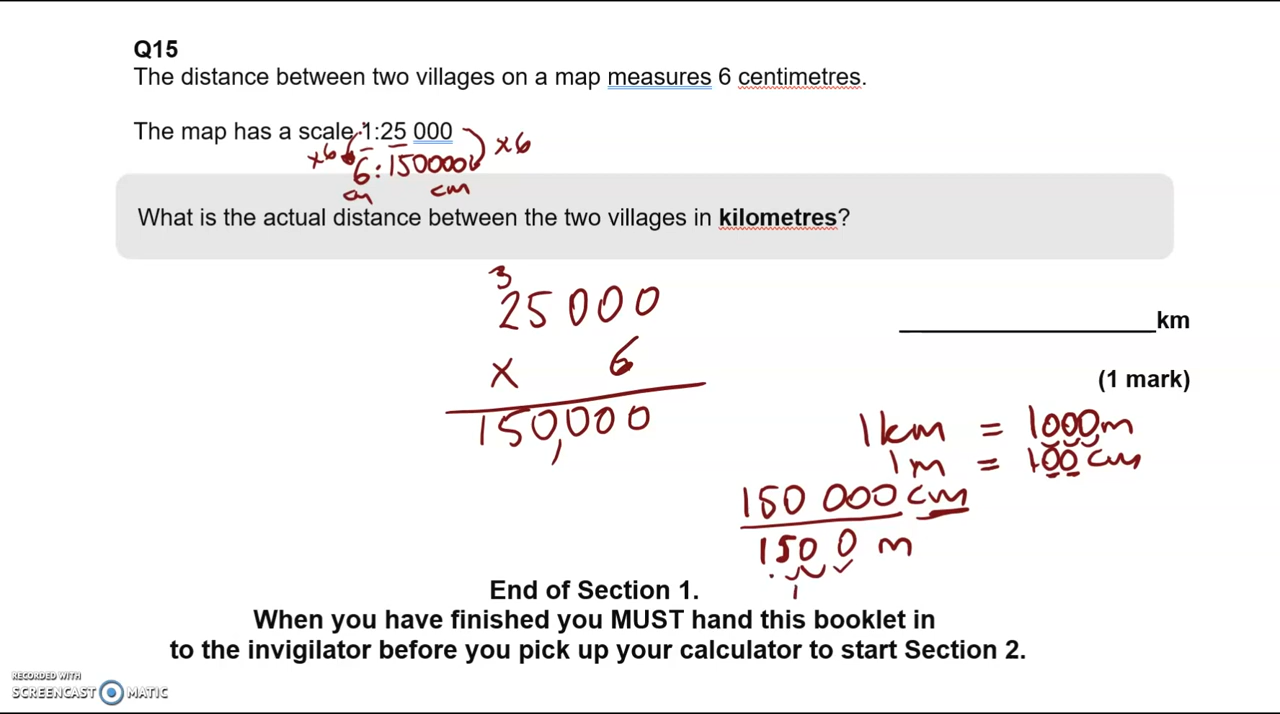 Q15
The distance between two villages on a map measures 6 centimetres.
The map has a scale 1:25 000
x6 6:150000 x6
cm cm
What is the actual distance between the two villages in kilometres?
3
25000
x 6
150,000
km
(1 mark)
1km = 1000m
1m = 100cm
150 000cm
1500 m
End of Section 1.
When you have finished you MUST hand this booklet in
to the invigilator before you pick up your calculator to start Section 2.
RECORDED WITH
SCREENCAST MATIC